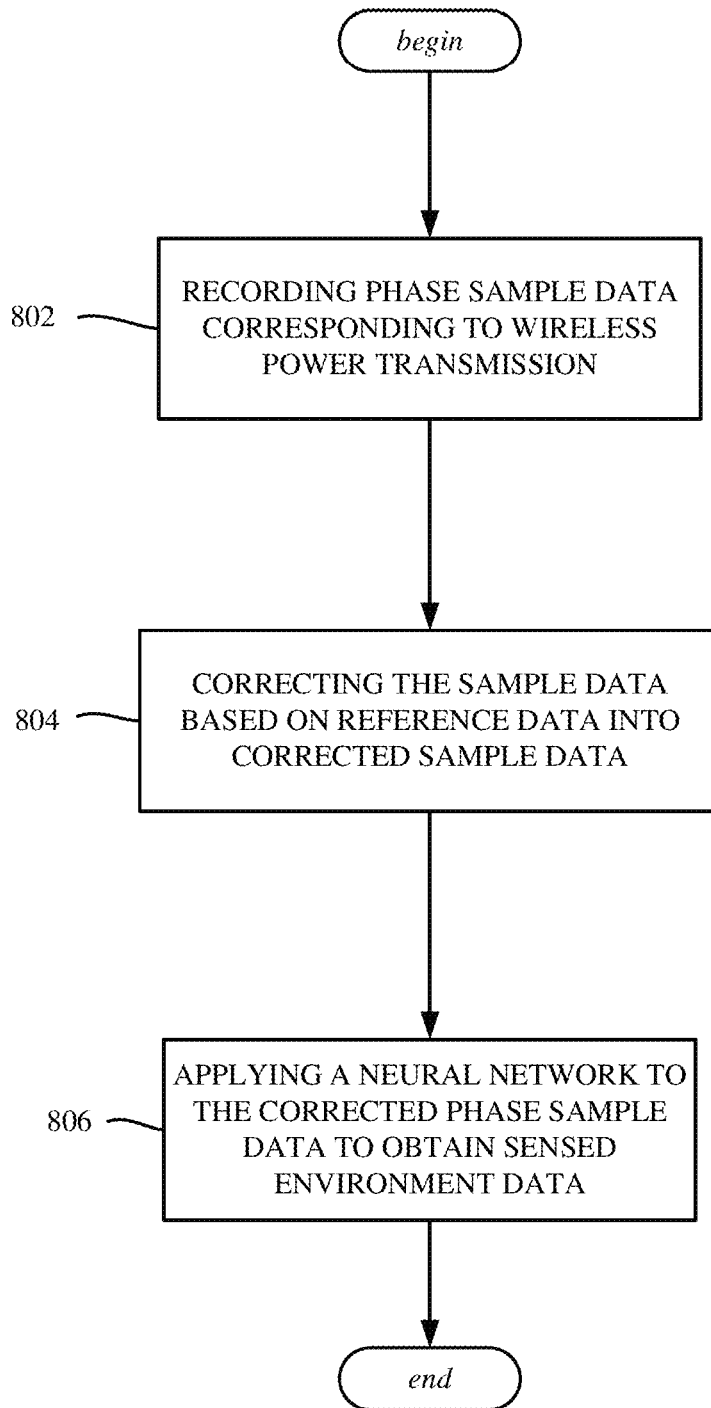 begin
802
RECORDING PHASE SAMPLE DATA
CORRESPONDING TO WIRELESS
POWER TRANSMISSION
804
CORRECTING THE SAMPLE DATA
BASED ON REFERENCE DATA INTO
CORRECTED SAMPLE DATA
806
APPLYING A NEURAL NETWORK TO
THE CORRECTED PHASE SAMPLE
DATA TO OBTAIN SENSED
ENVIRONMENT DATA
end